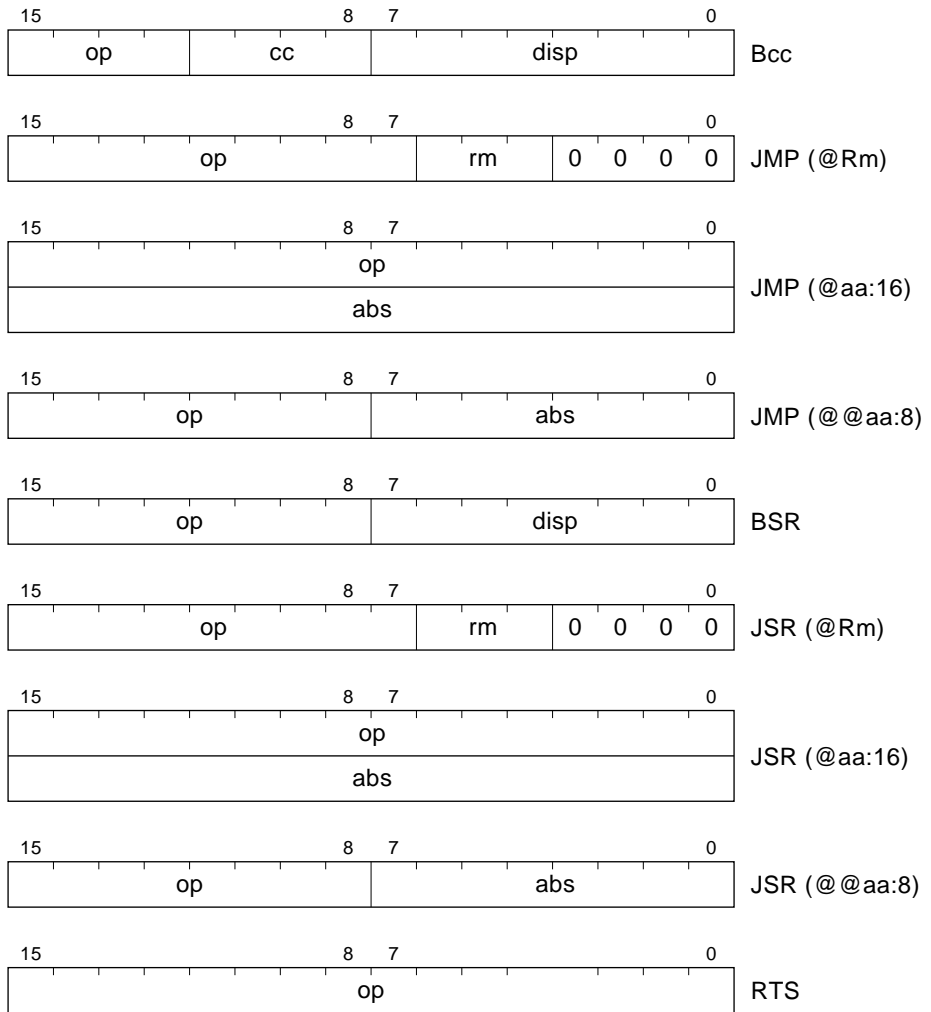 15 8 7 0
op cc disp Bcc
15 8 7 0
op rm 0 0 0 0 JMP (@Rm)
15 8 7 0
op
JMP (@aa:16)
abs
15 8 7 0
op abs JMP (@@aa:8)
15 8 7 0
op disp BSR
15 8 7 0
op rm 0 0 0 0 JSR (@Rm)
15 8 7 0
op
JSR (@aa:16)
abs
15 8 7 0
op abs JSR (@@aa:8)
15 8 7 0
op RTS